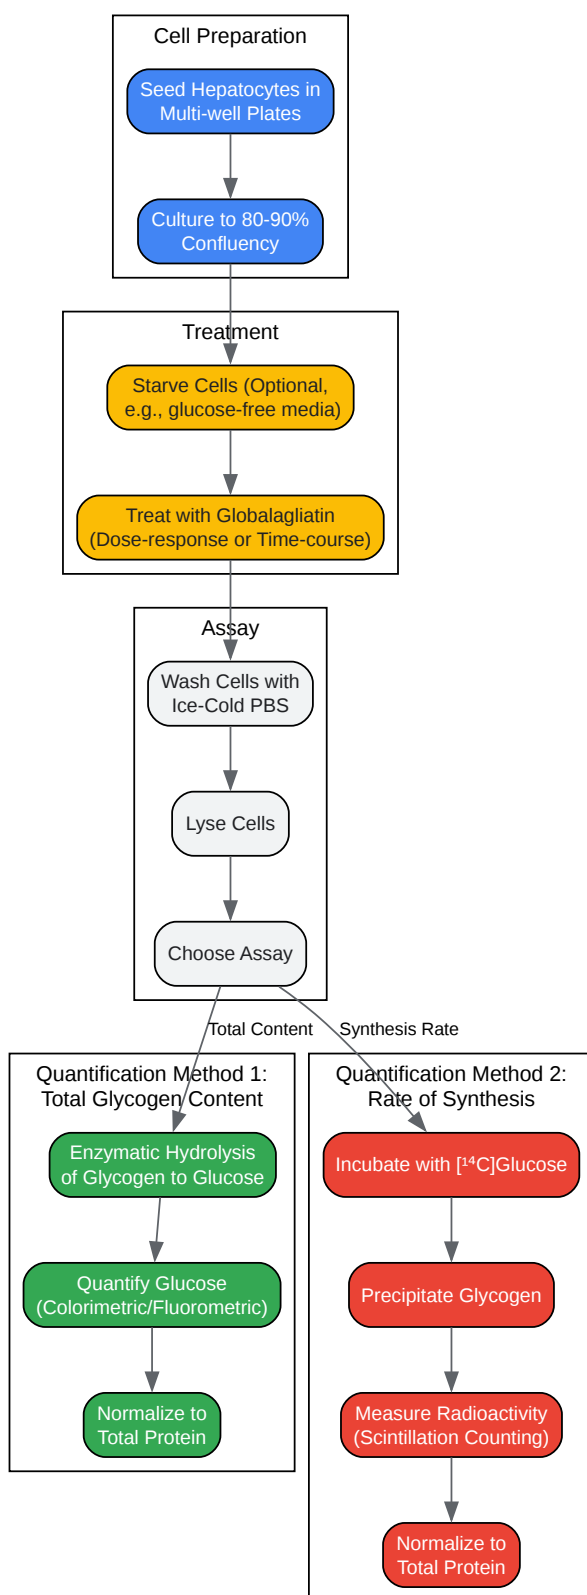 Cell Preparation
Seed Hepatocytes in
Multi-well Plates
Culture to 80-90%
Confluency
Treatment
Starve Cells (Optional,
e.g., glucose-free media)
Treat with Globalagliatin
(Dose-response or Time-course)
Assay
Wash Cells with
Ice-Cold PBS
Lyse Cells
Choose Assay
Total Content
Synthesis Rate
Quantification Method 1:
Total Glycogen Content
Enzymatic Hydrolysis
of Glycogen to Glucose
Quantify Glucose
(Colorimetric/Fluorometric)
Normalize to
Total Protein
Quantification Method 2:
Rate of Synthesis
Incubate with [¹⁴C]Glucose
Precipitate Glycogen
Measure Radioactivity
(Scintillation Counting)
Normalize to
Total Protein